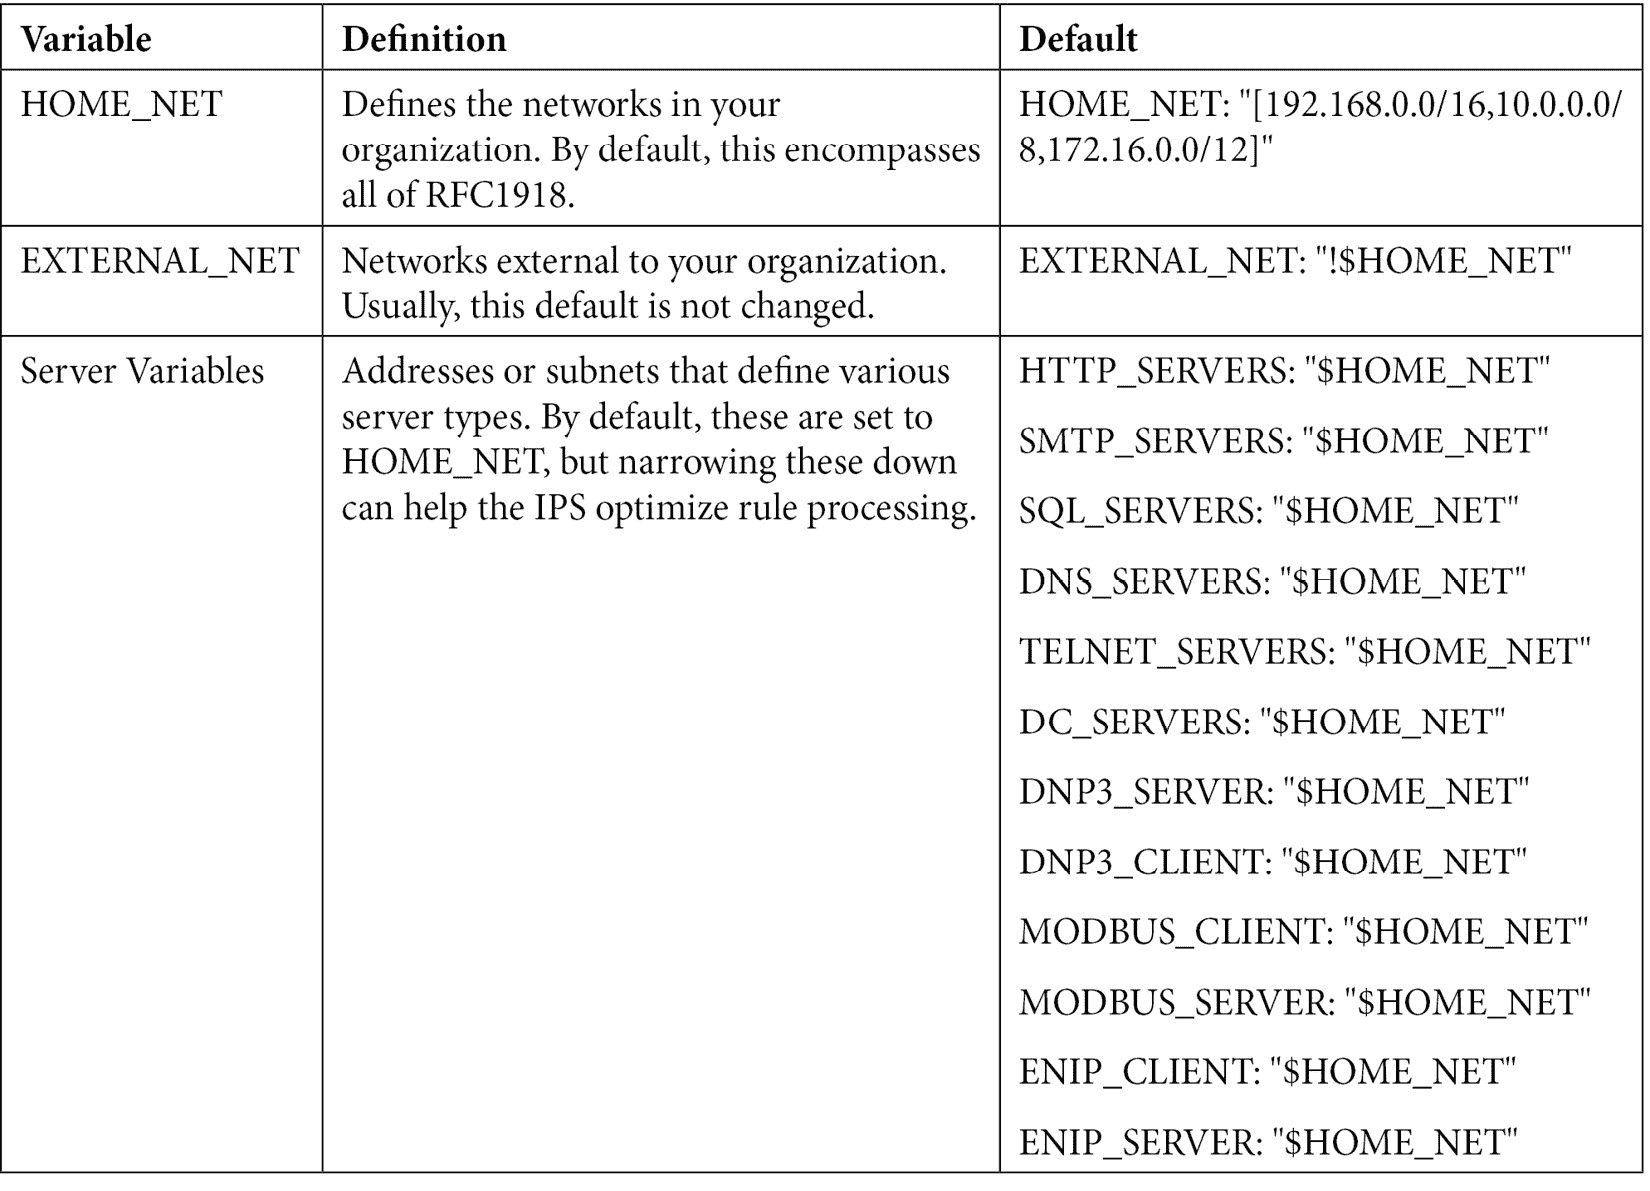 Variable
Definition
Default
HOME_NET
Defines the networks in your
organization. By default, this encompasses
all of RFC1918.
HOME_NET: "[192.168.0.0/16,10.0.0.0/
8,172.16.0.0/12]"
EXTERNAL_NET
Networks external to your organization.
Usually, this default is not changed.
EXTERNAL_NET: "!$HOME_NET"
Server Variables
Addresses or subnets that define various
server types. By default, these are set to
HOME_NET, but narrowing these down
can help the IPS optimize rule processing.
HTTP_SERVERS: "$HOME_NET"
SMTP_SERVERS: "$HOME_NET"
SQL_SERVERS: "$HOME_NET"
DNS_SERVERS: "$HOME_NET"
TELNET_SERVERS: "$HOME_NET"
DC_SERVERS: "$HOME_NET"
DNP3_SERVER: "$HOME_NET"
DNP3_CLIENT: "$HOME_NET"
MODBUS_CLIENT: "$HOME_NET"
MODBUS_SERVER: "$HOME_NET"
ENIP_CLIENT: "$HOME_NET"
ENIP_SERVER: "$HOME_NET"